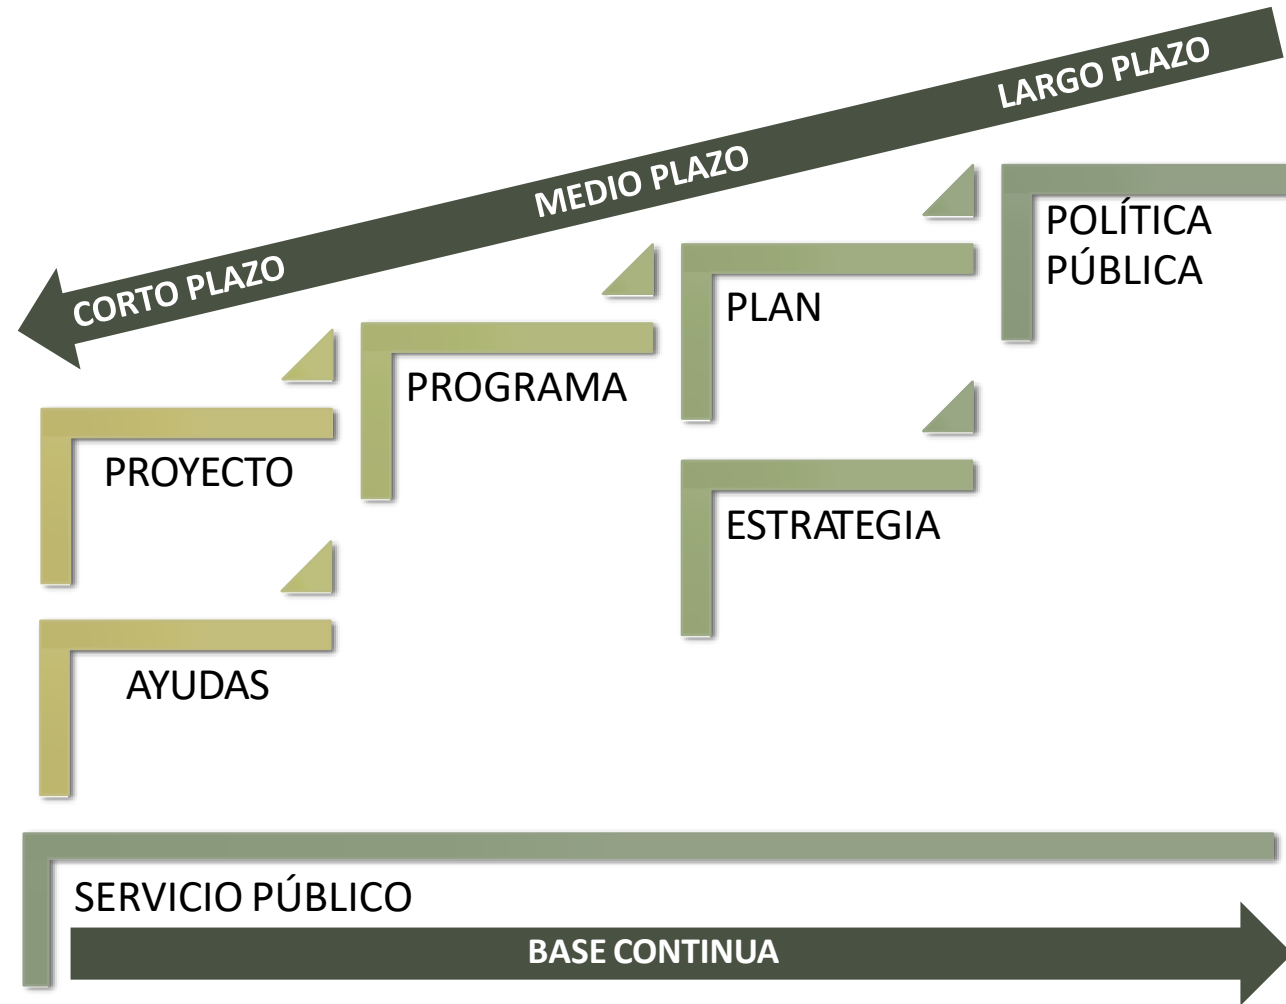 LARGO PLAZO
MEDIO PLAZO
CORTO PLAZO
POLÍTICA
PÚBLICA
PLAN
PROGRAMA
PROYECTO
ESTRATEGIA
AYUDAS
SERVICIO PÚBLICO
BASE CONTINUA